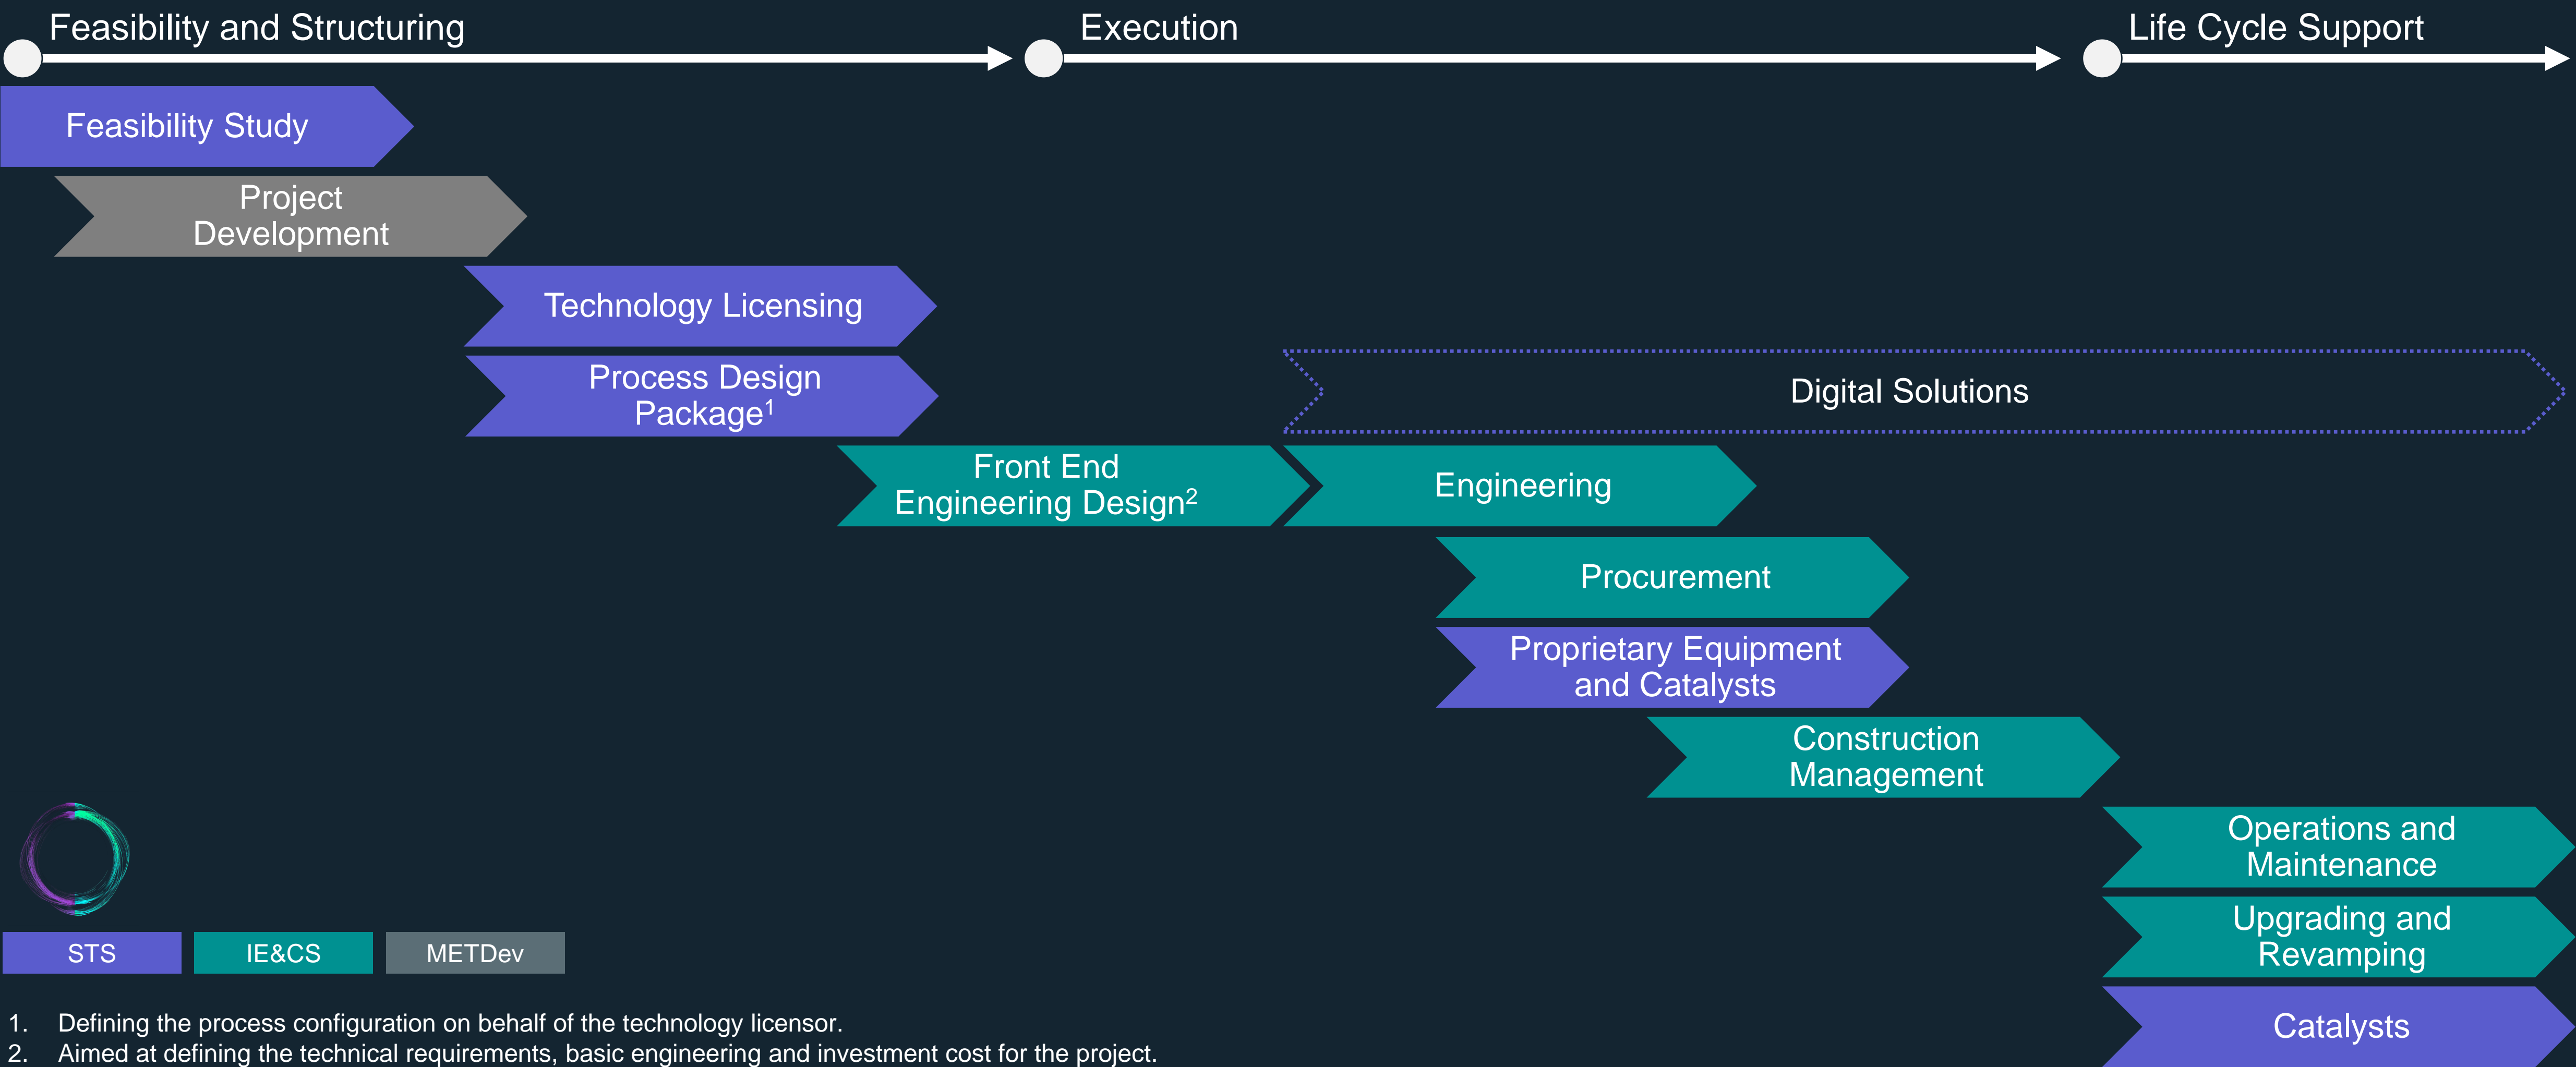 Feasibility and Structuring
Execution
Life Cycle Support
Feasibility Study
Project
Development
Technology Licensing
Process Design
Package¹
Digital Solutions
Front End
Engineering Design²
Engineering
Procurement
Proprietary Equipment
and Catalysts
Construction
Management
Operations and
Maintenance
Upgrading and
Revamping
Catalysts
STS
IE&CS
METDev
1. Defining the process configuration on behalf of the technology licensor.
2. Aimed at defining the technical requirements, basic engineering and investment cost for the project.